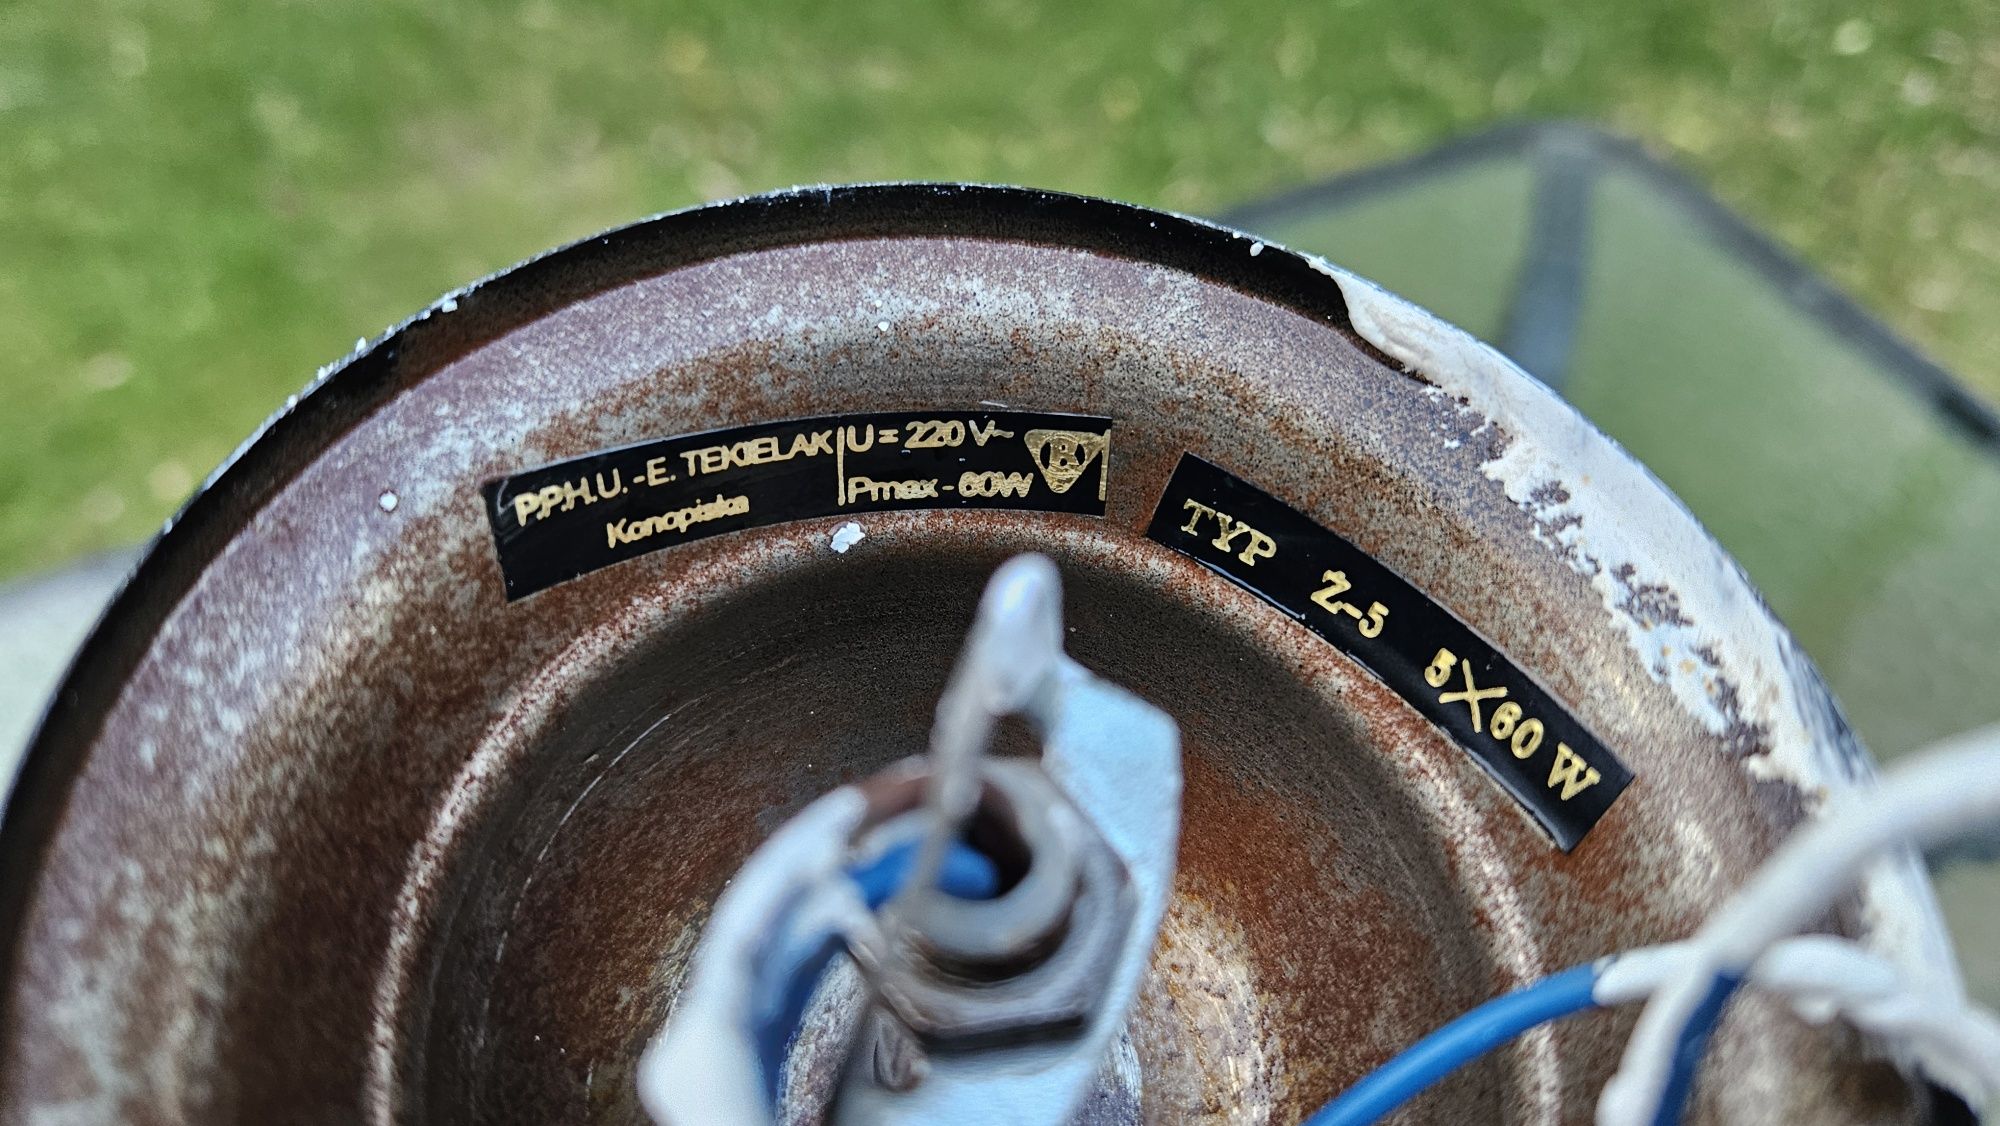 P.P.H.U. - E. TEKIELAK
Konopiska
U = 220 V~
Pmax - 60W
B
TYP Z-5 5X60 W